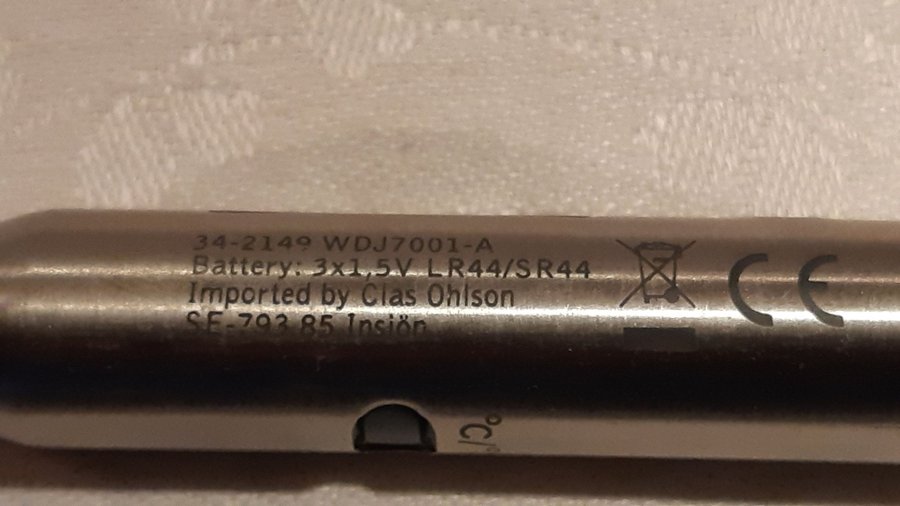 34-2149 WDJ7001-A
Battery: 3x1,5V LR44/SR44
Imported by Clas Ohlson
SE-793 85 Insjön
CE
°C/°